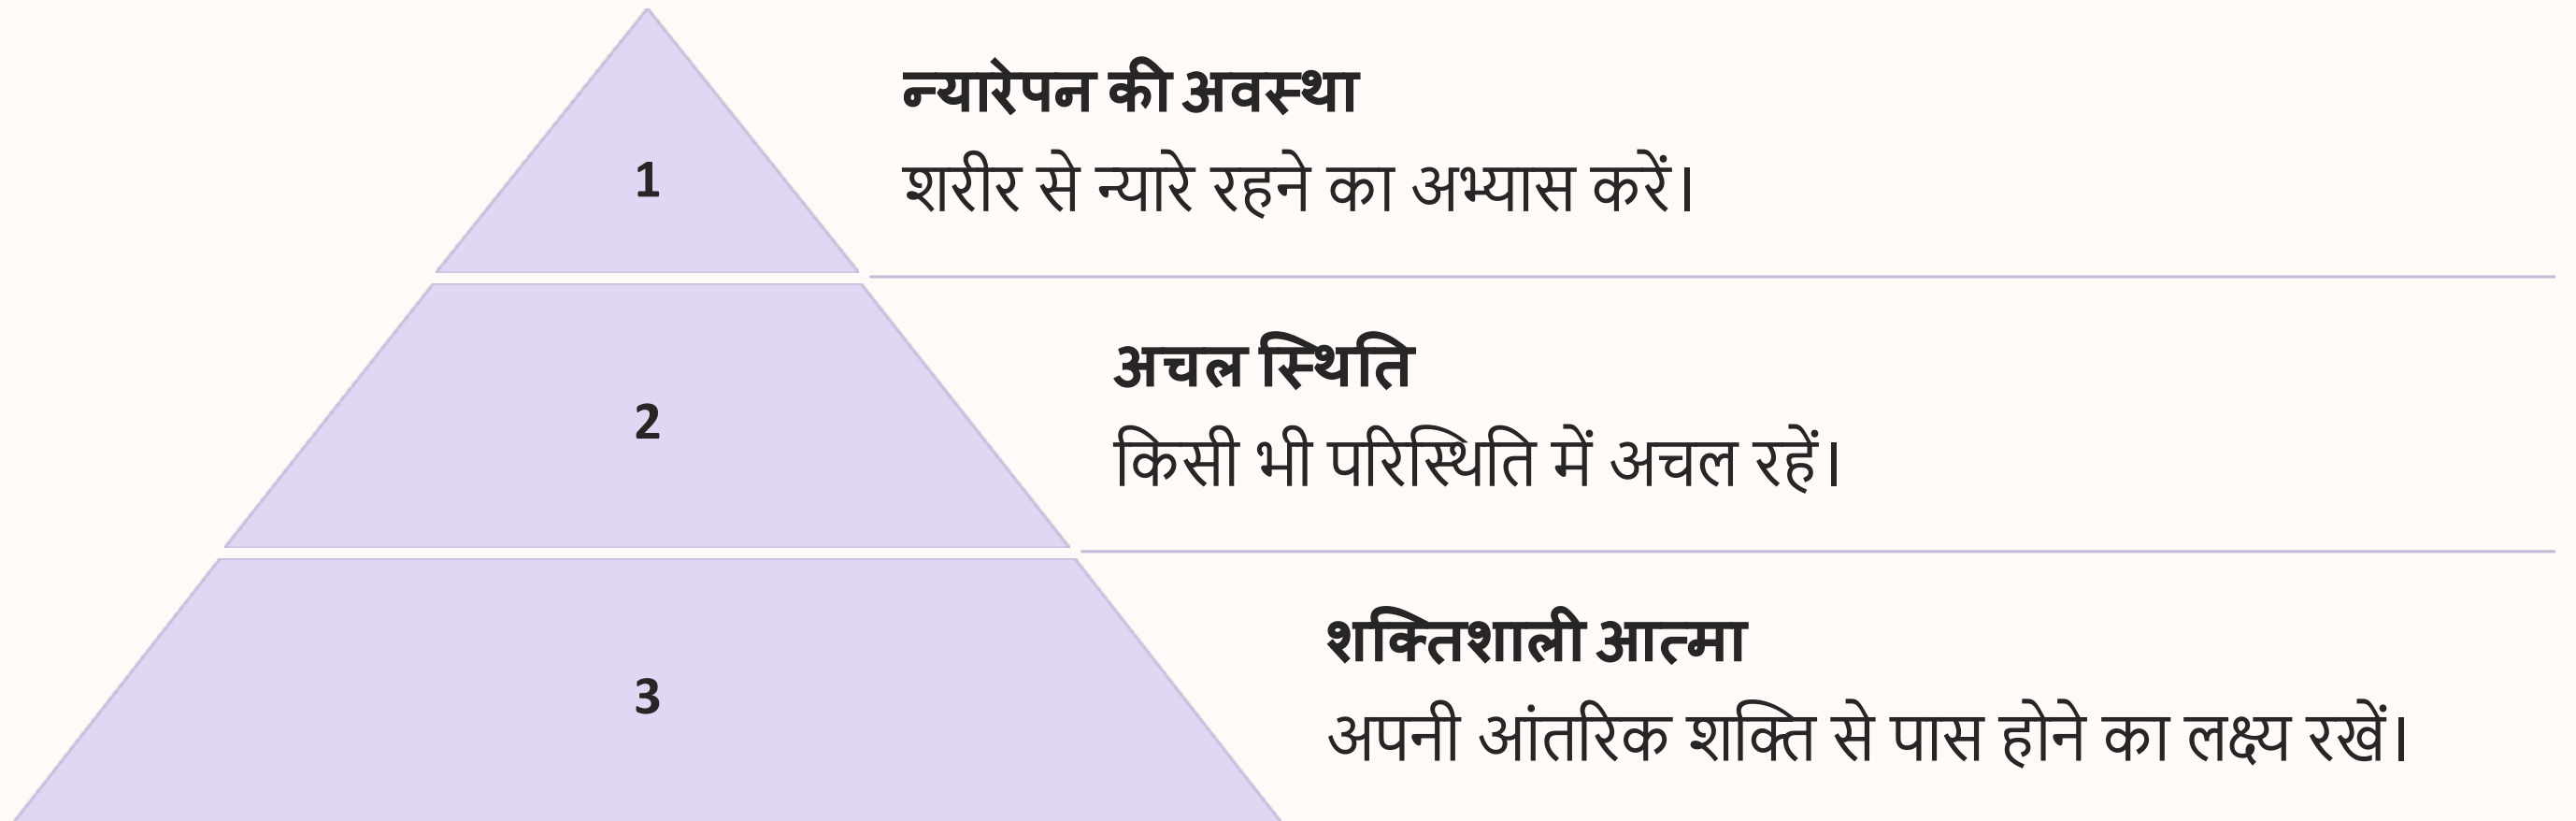 1
न्यारेपन की अवस्था
शरीर से न्यारे रहने का अभ्यास करें।
2
अचल स्थिति
किसी भी परिस्थिति में अचल रहें।
3
शक्तिशाली आत्मा
अपनी आंतरिक शक्ति से पास होने का लक्ष्य रखें।